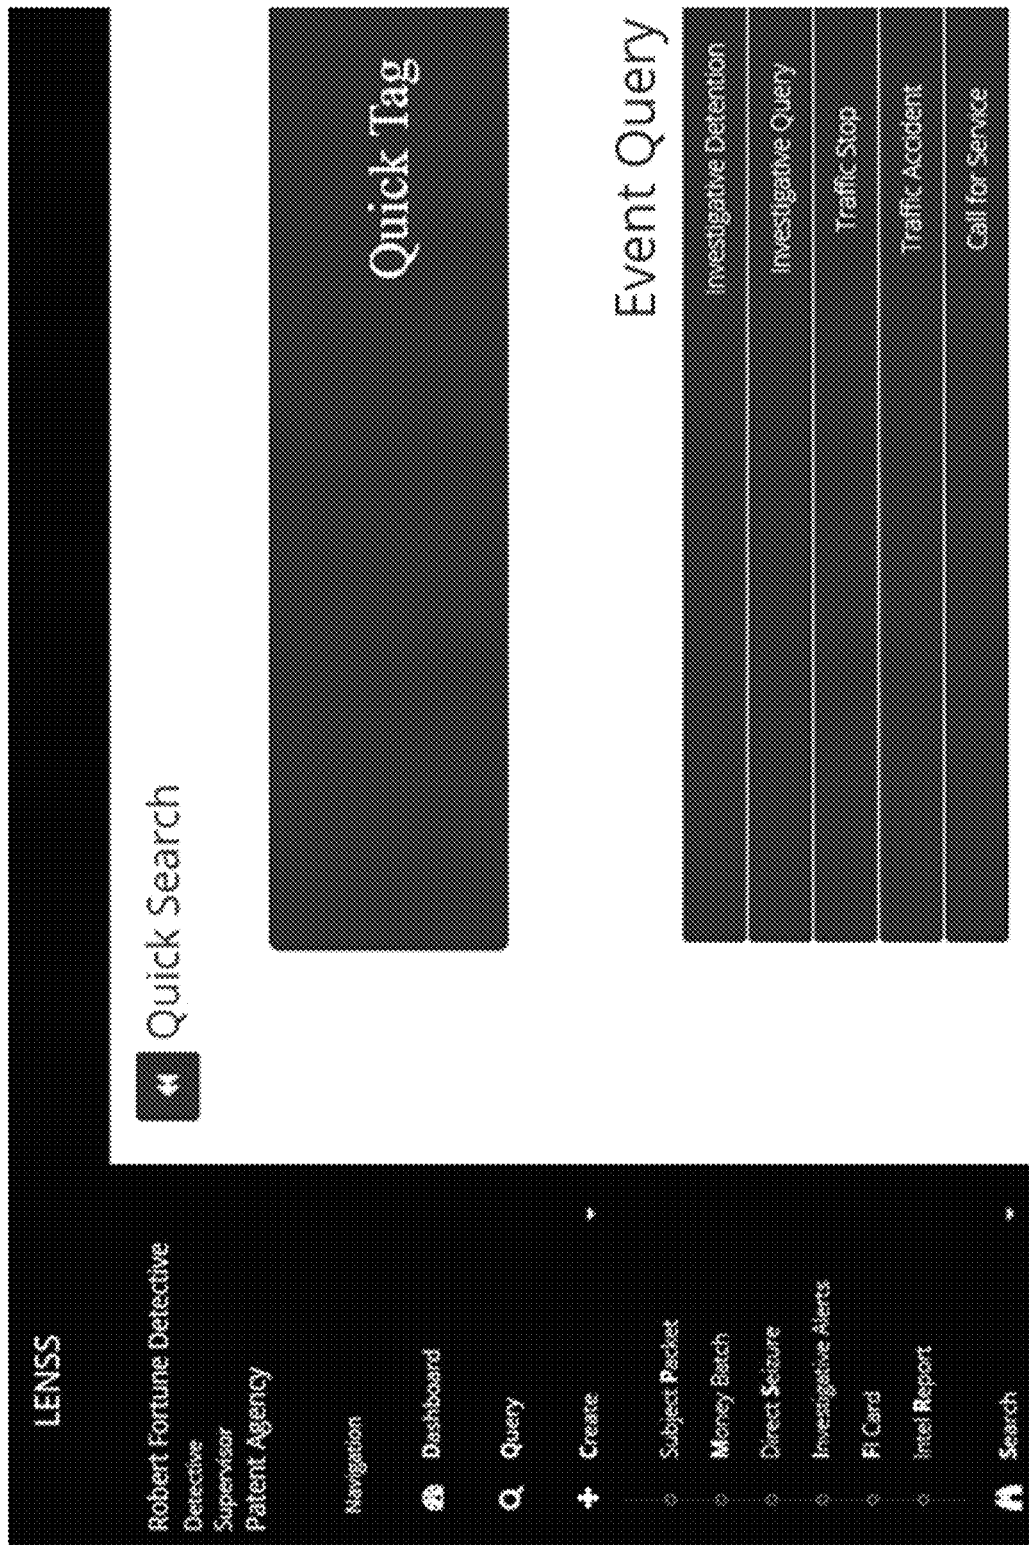 LENSS
Robert Fortune Detective
Detective
Supervisor
Patent Agency
Navigation
Dashboard
Query
Create
Subject Packet
Money Batch
Direct Seizure
Investigative Alerts
FI Card
Intel Report
Search
Quick Search
Quick Tag
Event Query
Investigative Detention
Investigative Query
Traffic Stop
Traffic Accident
Call for Service